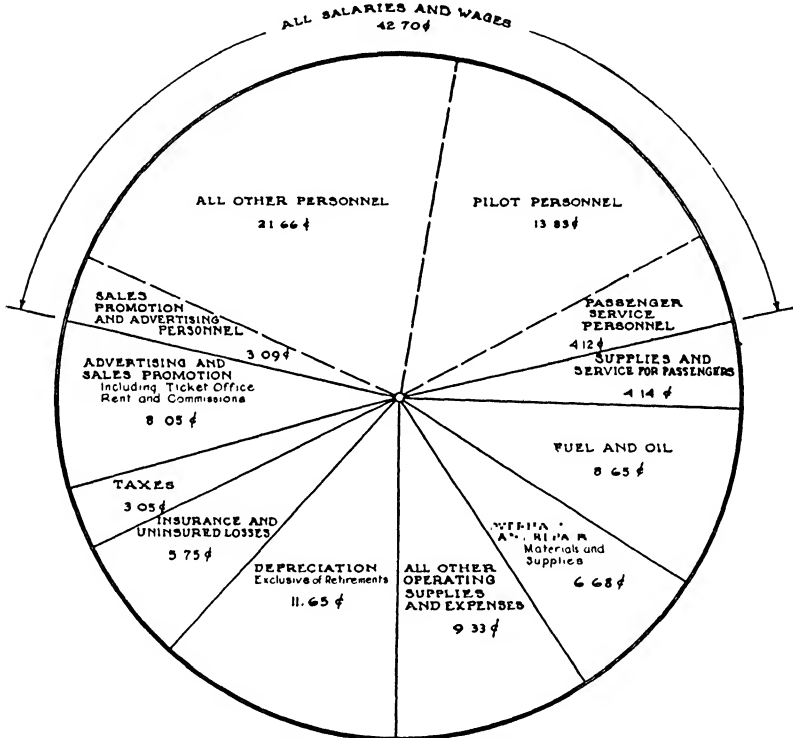 ALL SALARIES AND WAGES
42 70¢
ALL OTHER PERSONNEL
21 66 ¢
PILOT PERSONNEL
13 83¢
SALES
PROMOTION
AND ADVERTISING
PERSONNEL
3 09¢
PASSENGER
SERVICE
PERSONNEL
4 12¢
ADVERTISING AND
SALES PROMOTION
Including Ticket Office
Rent and Commissions
8 05 ¢
SUPPLIES AND
SERVICE FOR PASSENGERS
4 14 ¢
FUEL AND OIL
8 65 ¢
TAXES
3 05 ¢
INSURANCE AND
UNINSURED LOSSES
5 75 ¢
Materials and
Supplies
6 68¢
DEPRECIATION
Exclusive of Retirements
11.65 ¢
ALL OTHER
OPERATING
SUPPLIES
AND EXPENSES
9 33 ¢